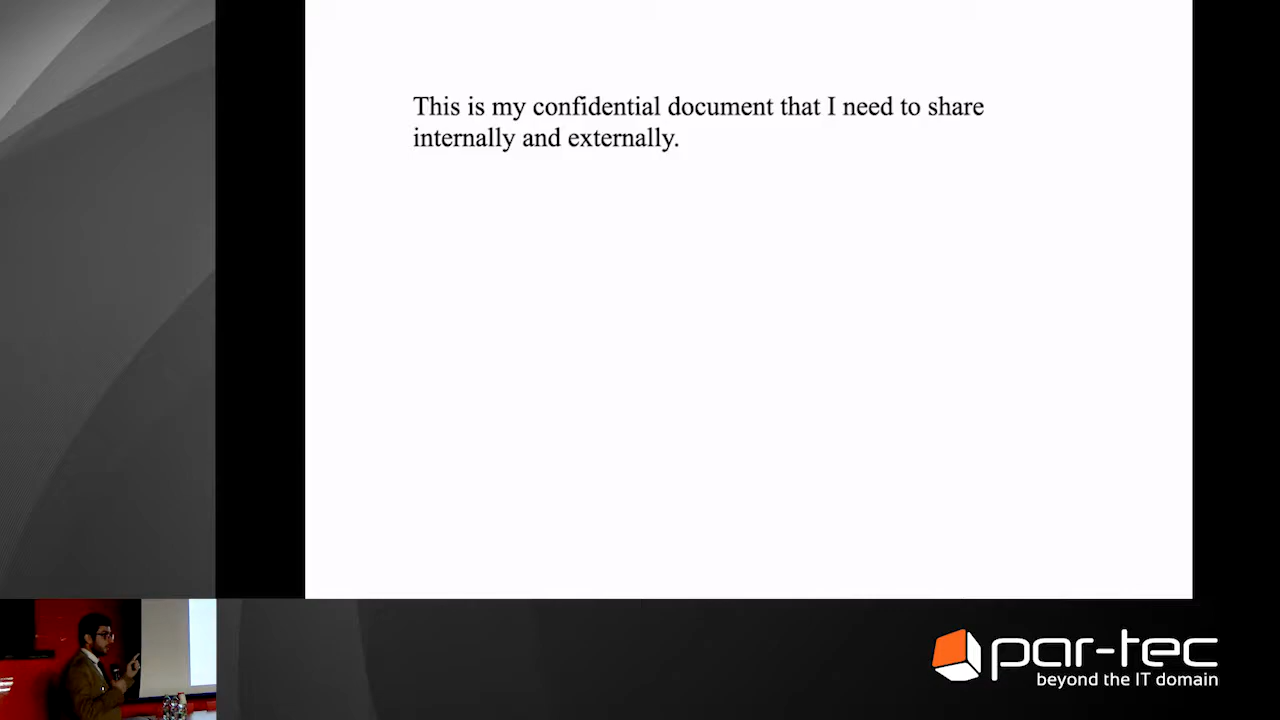 This is my confidential document that I need to share
internally and externally.
par-tec
beyond the IT domain